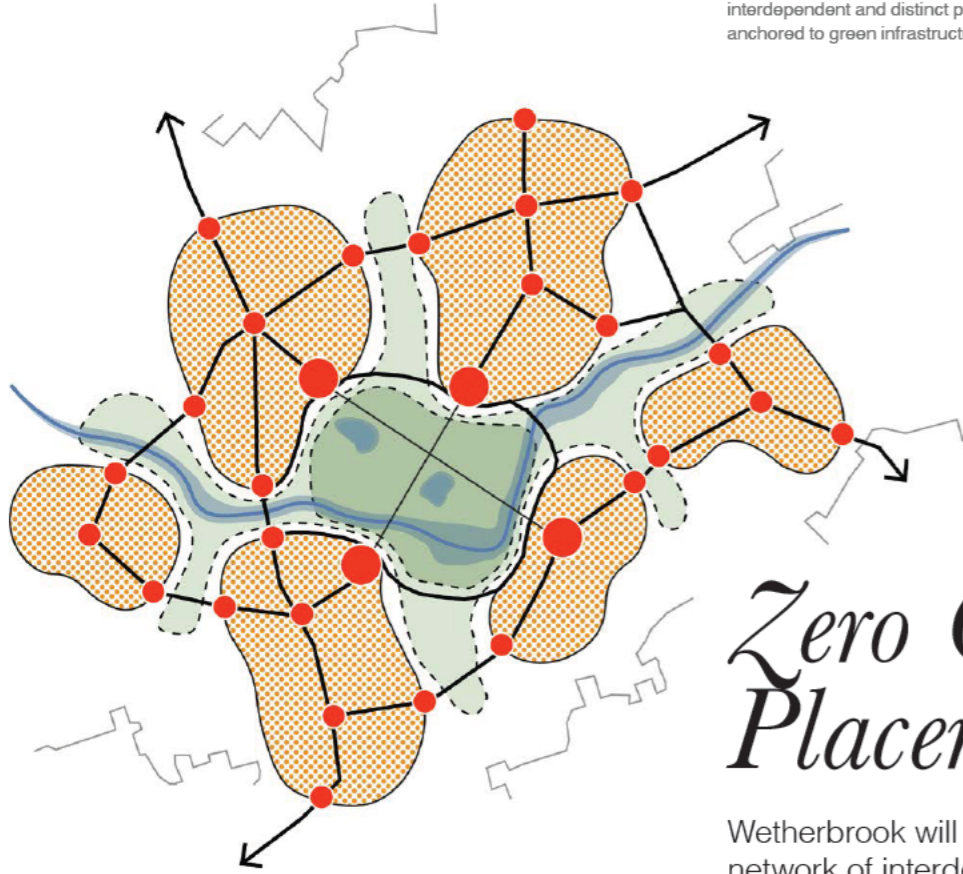 interdependent and distinct p
anchored to green infrastruct
Zero
Placer
Wetherbrook will
network of interde